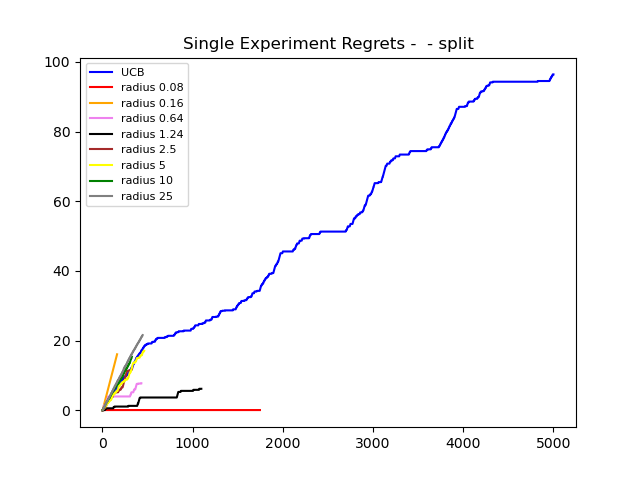 Single Experiment Regrets -  - split
100
80
60
40
20
0
UCB
radius 0.08
radius 0.16
radius 0.64
radius 1.24
radius 2.5
radius 5
radius 10
radius 25
0 1000 2000 3000 4000 5000